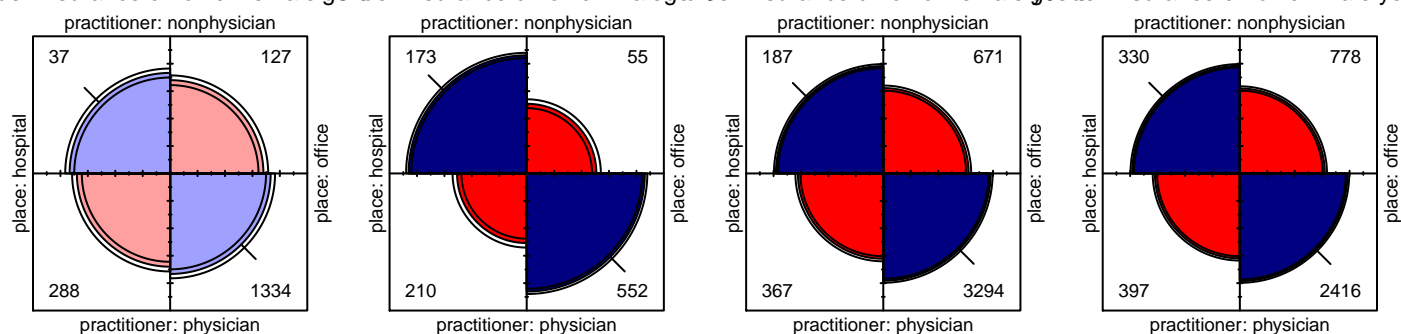 practitioner: nonphysician
37 127
place: hospital
place: office
288 1334
practitioner: physician
practitioner: nonphysician
173 55
place: hospital
place: office
210 552
practitioner: physician
practitioner: nonphysician
187 671
place: hospital
place: office
367 3294
practitioner: physician
practitioner: nonphysician
330 778
place: hospital
place: office
397 2416
practitioner: physician